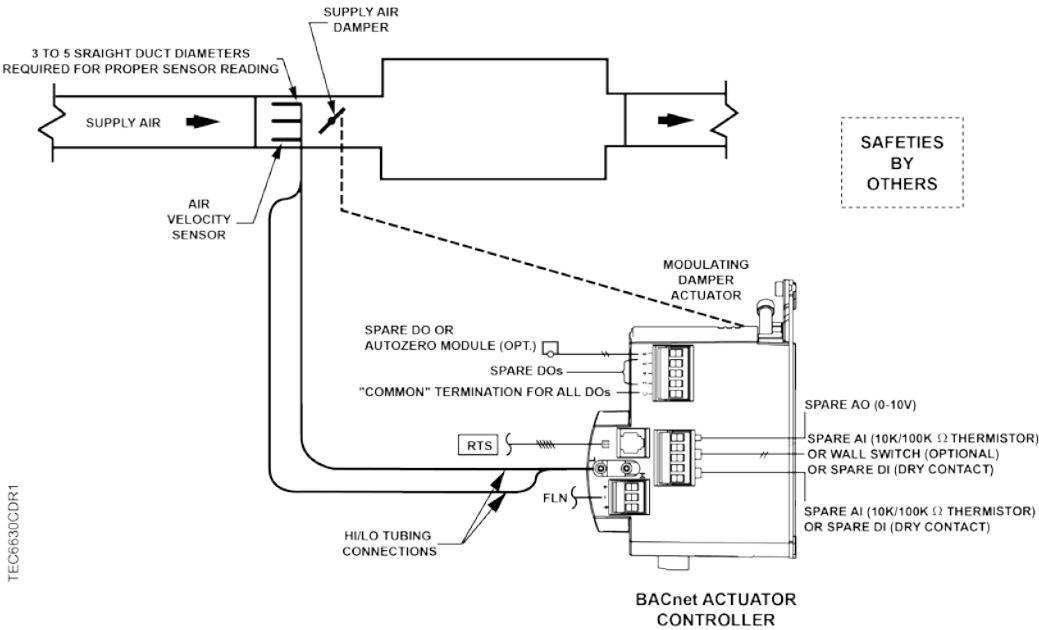 SUPPLY AIR
DAMPER
3 TO 5 SRAIGHT DUCT DIAMETERS
REQUIRED FOR PROPER SENSOR READING
SUPPLY AIR
SAFETIES
BY
OTHERS
AIR
VELOCITY
SENSOR
MODULATING
DAMPER
ACTUATOR
SPARE DO OR
AUTOZERO MODULE (OPT.)
SPARE DOs
"COMMON" TERMINATION FOR ALL DOs
SPARE AO (0-10V)
RTS
SPARE AI (10K/100K Ω THERMISTOR)
OR WALL SWITCH (OPTIONAL)
OR SPARE DI (DRY CONTACT)
FLN
SPARE AI (10K/100K Ω THERMISTOR)
OR SPARE DI (DRY CONTACT)
HI/LO TUBING
CONNECTIONS
TEC6630CDR1
BACnet ACTUATOR
CONTROLLER